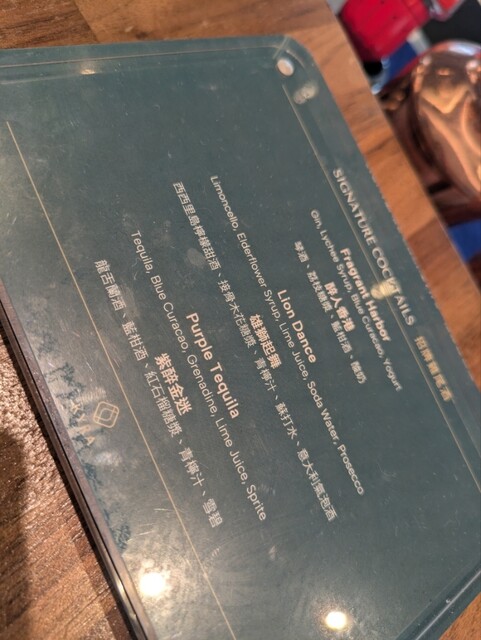 SIGNATURE COCKTAILS 招牌雞尾酒
Fragrant Harbor
醉人香港
Gin, Lychee Syrup, Blue Curacao, Yogurt
琴酒、荔枝糖漿、藍柑酒、酸奶
Lion Dance
雄獅起舞
Limoncello, Elderflower Syrup, Lime Juice, Soda Water, Prosecco
西西里島檸檬甜酒、接骨木花糖漿、青檸汁、蘇打水、意大利氣泡酒
Purple Tequila
紫醉金迷
Tequila, Blue Curacao, Grenadine, Lime Juice, Sprite
龍舌蘭酒、藍柑酒、紅石榴糖漿、青檸汁、雪碧